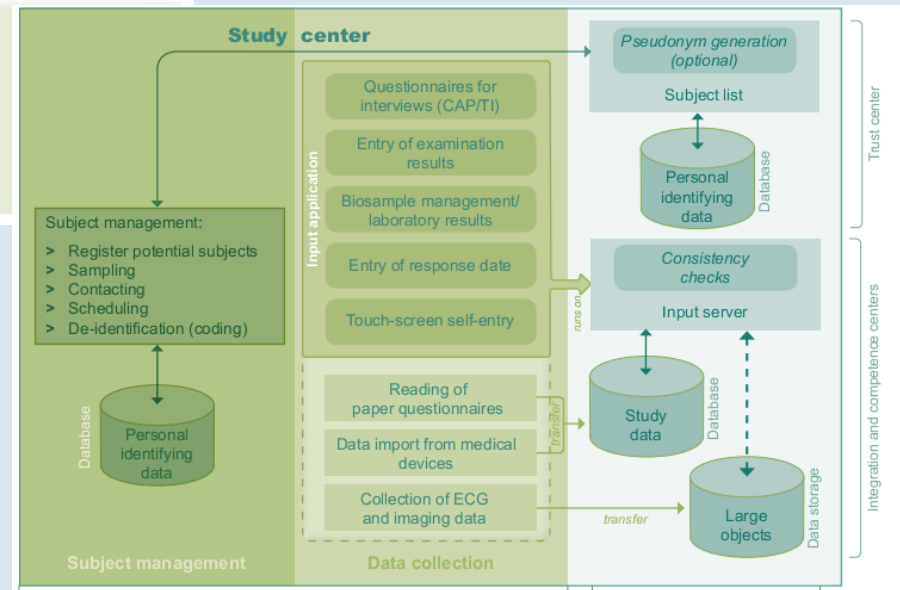 Study center
Pseudonym generation
(optional)
Subject list
Personal
identifying
data
Database
Trust center
Subject management:
> Register potential subjects
> Sampling
> Contacting
> Scheduling
> De-identification (coding)
Database
Personal
identifying
data
Subject management
Input application
Questionnaires for
interviews (CAP/TI)
Entry of examination
results
Biosample management/
laboratory results
Entry of response date
Touch-screen self-entry
Reading of
paper questionnaires
Data import from medical
devices
Collection of ECG
and imaging data
Data collection
runs on
transfer
transfer
Consistency
checks
Input server
Study
data
Database
Large
objects
Data storage
Integration and competence centers